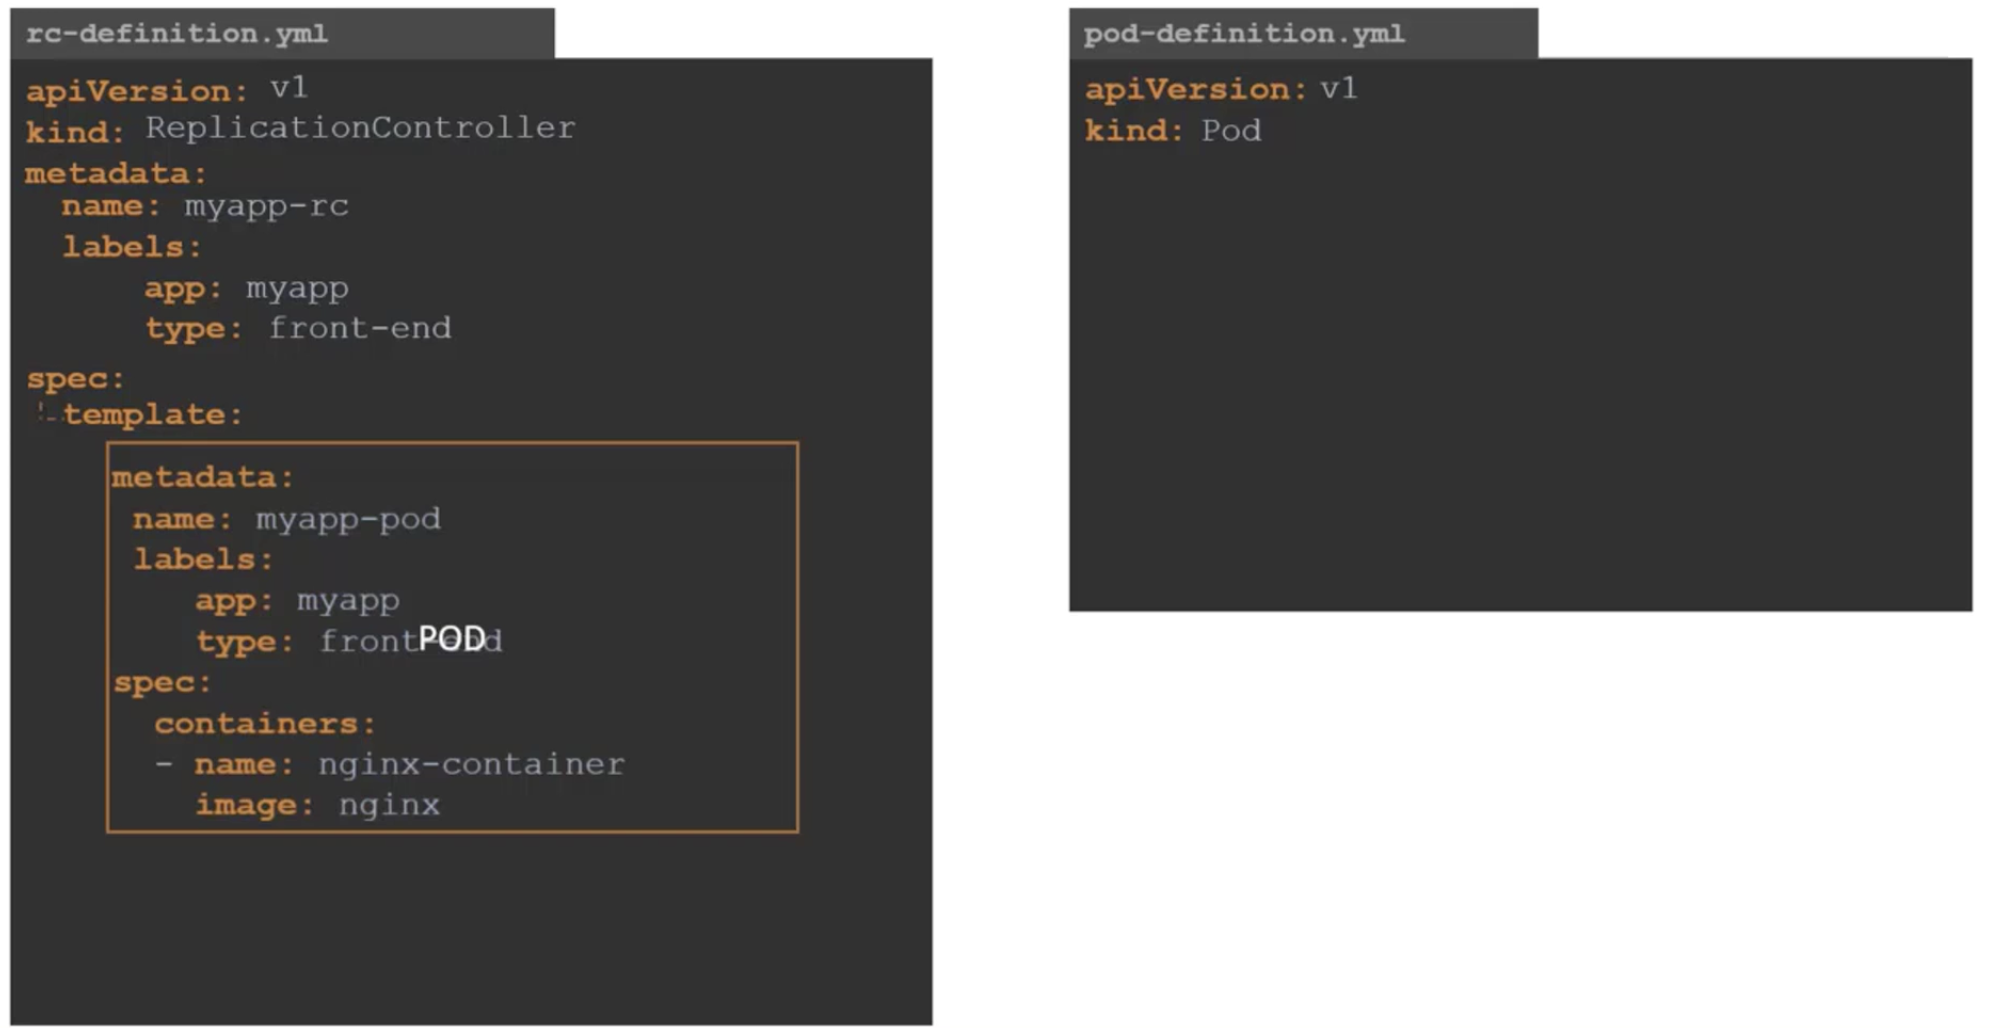 rc-definition.yml
apiVersion: v1
kind: ReplicationController
metadata:
  name: myapp-rc
  labels:
      app: myapp
      type: front-end
spec:
  template:
    metadata:
     name: myapp-pod
     labels:
        app: myapp
        type: front-end
POD
    spec:
      containers:
      - name: nginx-container
        image: nginx
pod-definition.yml
apiVersion: v1
kind: Pod